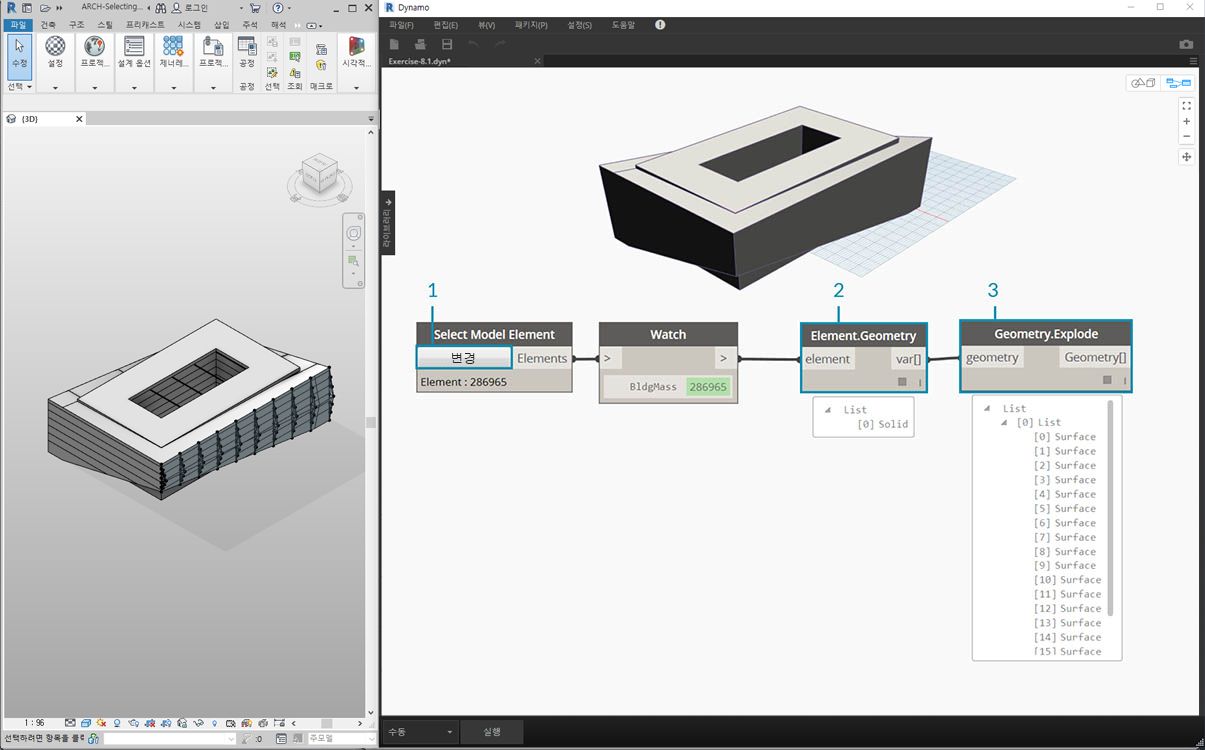 ARCH-Selecting...
로그인
파일
건축
구조
스틸
프리캐스트
시스템
삽입
주석
해석
수정
설정
프로젝...
설계 옵션
제너레...
프로젝...
공정
시각적...
선택
공정
선택
조회
매크로
{3D}
1 : 96
선택하려면 항목을 클릭
:0
주모델
Dynamo
파일(F)
편집(E)
뷰(V)
패키지(P)
설정(S)
도움말
Exercise-8.1.dyn*
라이브러리
1
2
3
Select Model Element
변경
Elements
Element : 286965
Watch
>
>
BldgMass 286965
Element.Geometry
element
var[]
List
[0] Solid
Geometry.Explode
geometry
Geometry[]
List
[0] List
[0] Surface
[1] Surface
[2] Surface
[3] Surface
[4] Surface
[5] Surface
[6] Surface
[7] Surface
[8] Surface
[9] Surface
[10] Surface
[11] Surface
[12] Surface
[13] Surface
[14] Surface
[15] Surface
수동
실행